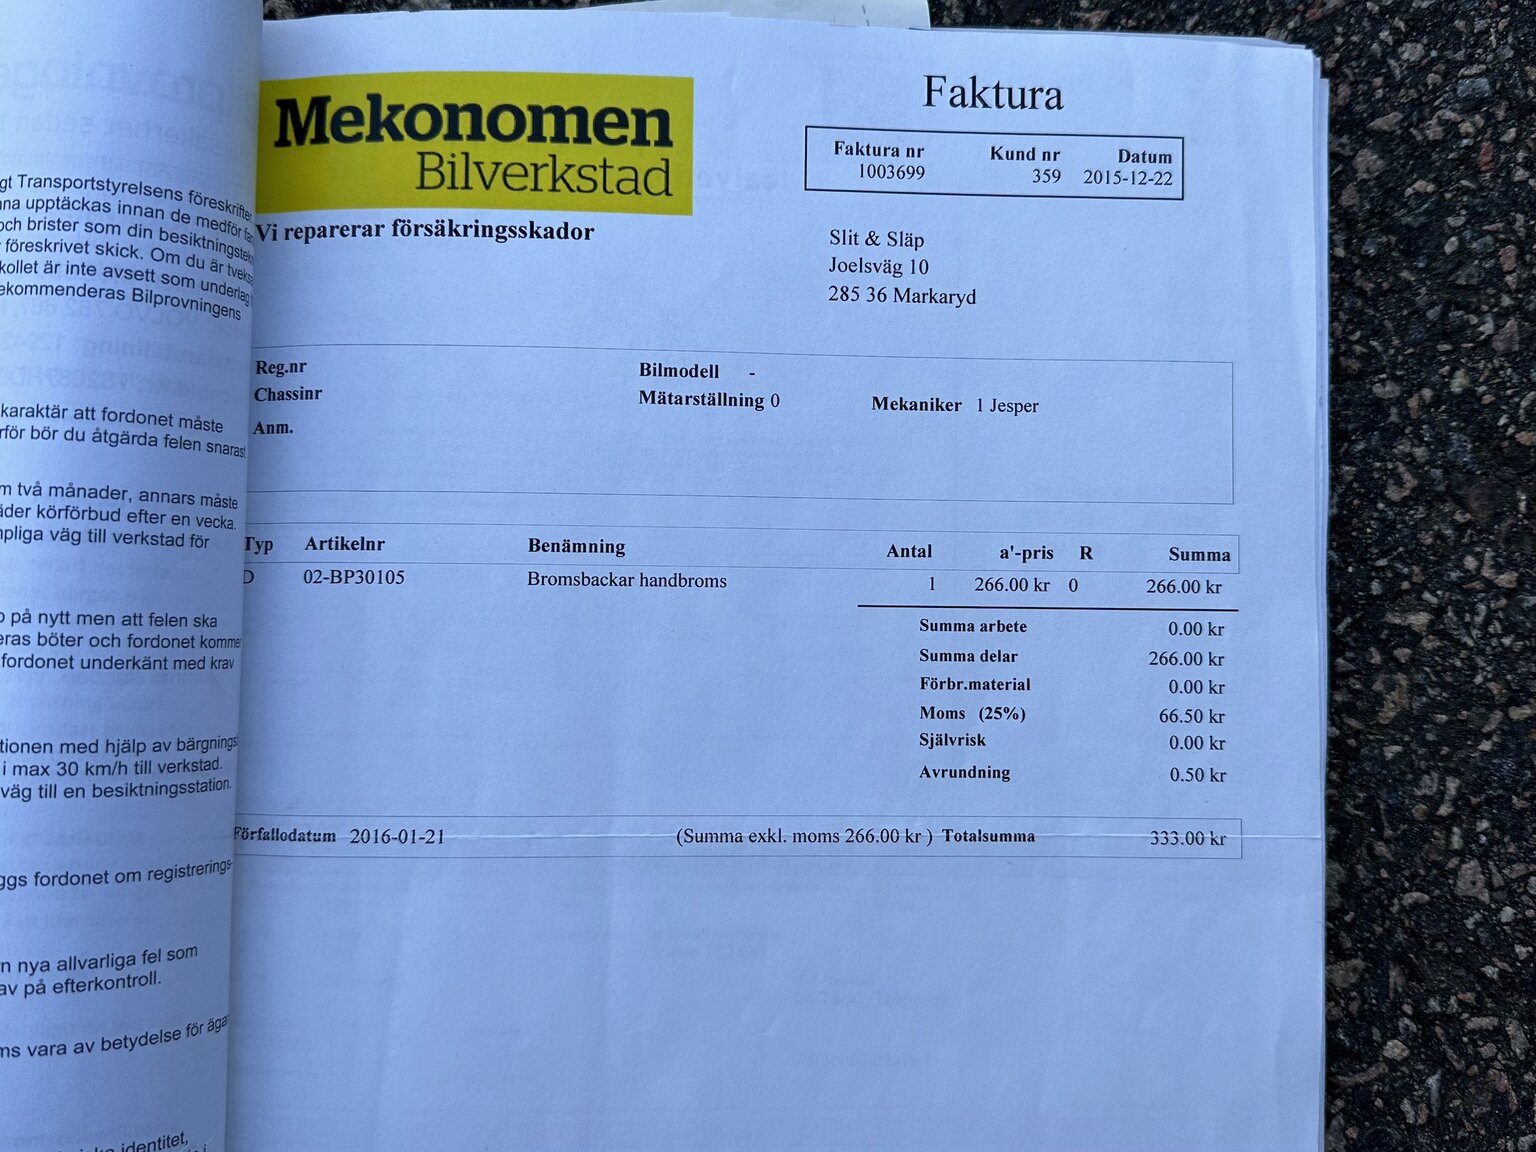 gt Transportstyrelsens föreskrifter
na upptäckas innan de medför
och brister som din
föreskrivet skick. Om du är
kollet är inte avsett som underlag
ekommenderas Bilprovningens
karaktär att fordonet måste
rför bör du åtgärda felen snarast
m två månader, annars måste
äder körförbud efter en vecka.
mpliga väg till verkstad för
på nytt men att felen ska
eras böter och fordonet kommer
fordonet underkänt med krav
tionen med hjälp av bärgnings
i max 30 km/h till verkstad.
väg till en besiktningsstation.
ggs fordonet om registrerings-
n nya allvarliga fel som
av på efterkontroll.
ms vara av betydelse för äga
identitet,
Mekonomen
Bilverkstad
Vi reparerar försäkringsskador
Faktura
Faktura nr Kund nr Datum
1003699 359 2015-12-22
Slit & Släp
Joelsväg 10
285 36 Markaryd
Reg.nr Bilmodell -
Chassinr Mätarställning 0 Mekaniker 1 Jesper
Anm.
Typ Artikelnr Benämning Antal a'-pris R Summa
D 02-BP30105 Bromsbackar handbroms 1 266.00 kr 0 266.00 kr
Summa arbete 0.00 kr
Summa delar 266.00 kr
Förbr.material 0.00 kr
Moms (25%) 66.50 kr
Självrisk 0.00 kr
Avrundning 0.50 kr
Förfallodatum 2016-01-21 (Summa exkl. moms 266.00 kr ) Totalsumma 333.00 kr